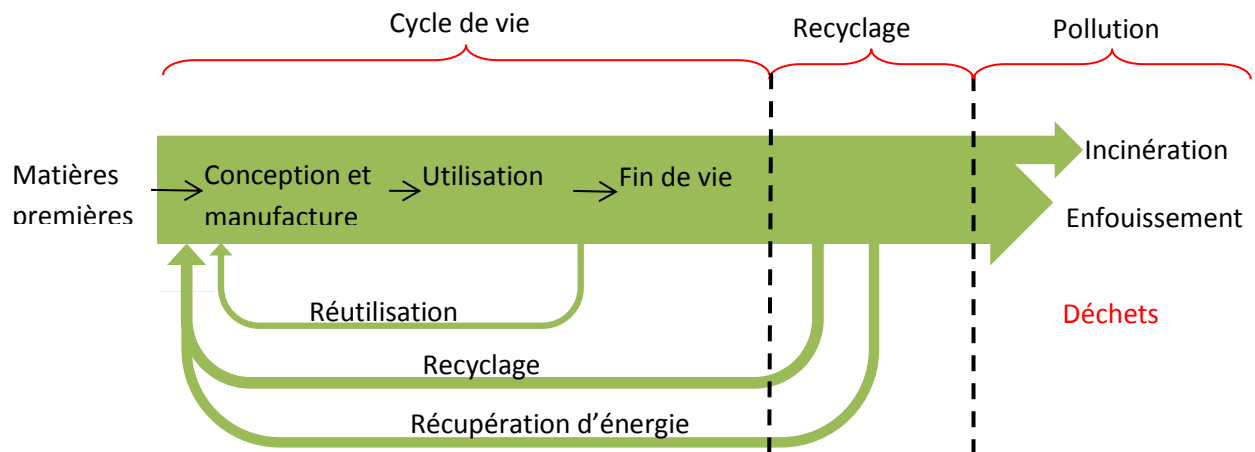 Cycle de vie
Recyclage
Pollution
Matières
premières
Conception et
manufacture
Utilisation
Fin de vie
Incinération
Enfouissement
Réutilisation
Déchets
Recyclage
Récupération d’énergie